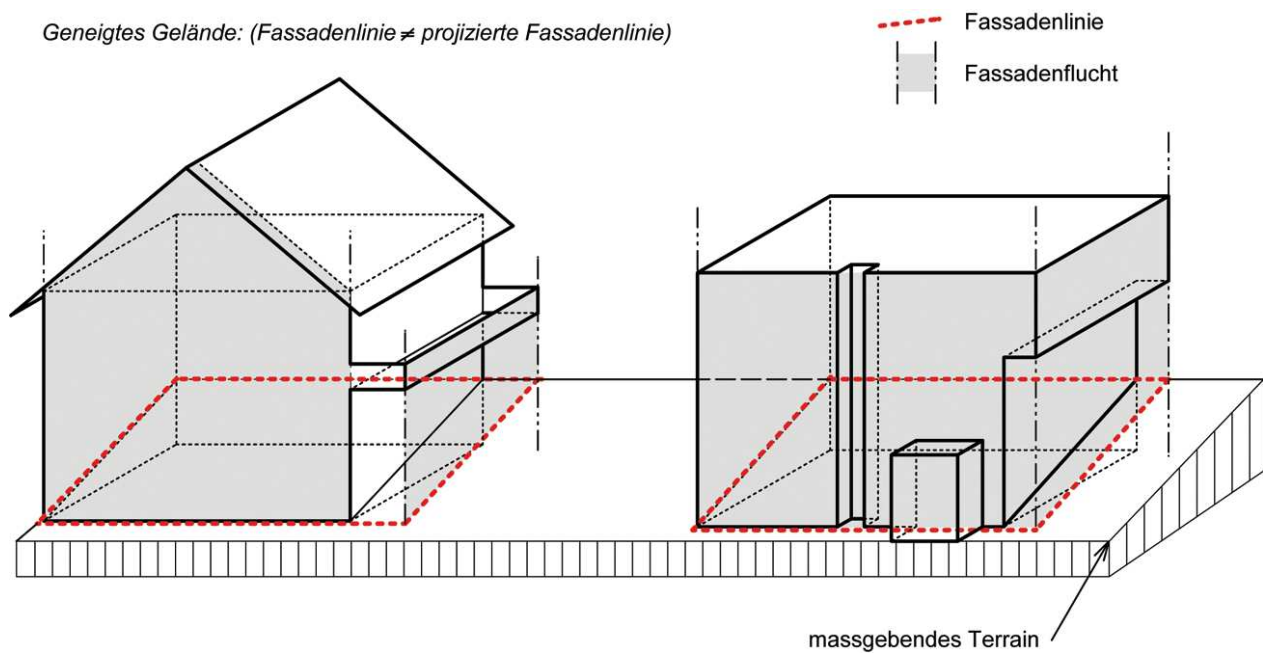 Geneigtes Gelände: (Fassadenlinie ≠ projizierte Fassadenlinie)
Fassadenlinie
Fassadenflucht
massgebendes Terrain